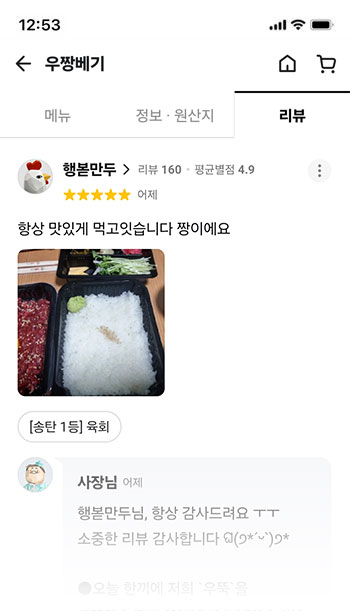 12:53
우짱베기
메뉴 정보 · 원산지 리뷰
행복만두 리뷰 160 · 평균별점 4.9
어제
항상 맛있게 먹고잇습니다 짱이에요
[송탄 1등] 육회
사장님 어제
행볻만두님, 항상 감사드려요 ㅜㅜ
소중한 리뷰 감사합니다 ପ(୨*´ᵕ`)୨*
●오늘 한끼에 저희 `우뚝`을